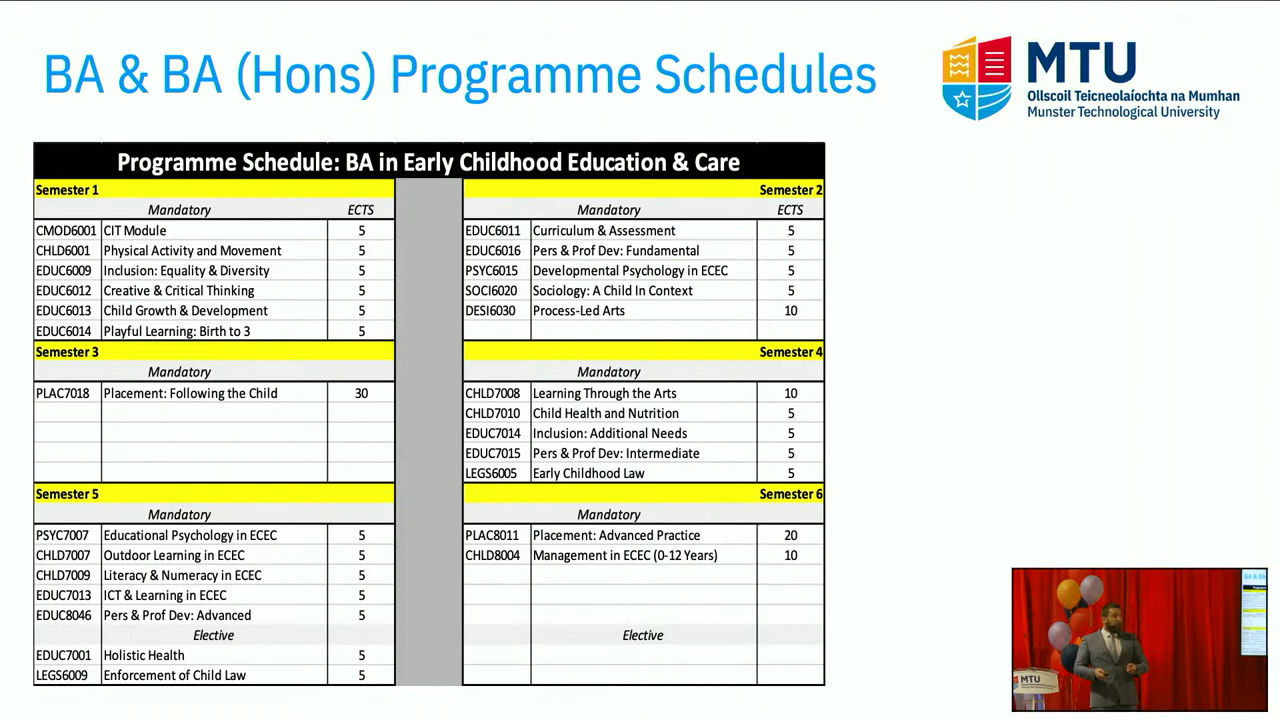 BA & BA (Hons) Programme Schedules
MTU
Ollscoil Teicneolaíochta na Mumhan
Munster Technological University
Programme Schedule: BA in Early Childhood Education & Care
Semester 1
Mandatory ECTS
CMOD6001 CIT Module 5
CHLD6001 Physical Activity and Movement 5
EDUC6009 Inclusion: Equality & Diversity 5
EDUC6012 Creative & Critical Thinking 5
EDUC6013 Child Growth & Development 5
EDUC6014 Playful Learning: Birth to 3 5
Semester 2
Mandatory ECTS
EDUC6011 Curriculum & Assessment 5
EDUC6016 Pers & Prof Dev: Fundamental 5
PSYC6015 Developmental Psychology in ECEC 5
SOCI6020 Sociology: A Child In Context 5
DESI6030 Process-Led Arts 10
Semester 3
Mandatory
PLAC7018 Placement: Following the Child 30
Semester 4
Mandatory
CHLD7008 Learning Through the Arts 10
CHLD7010 Child Health and Nutrition 5
EDUC7014 Inclusion: Additional Needs 5
EDUC7015 Pers & Prof Dev: Intermediate 5
LEGS6005 Early Childhood Law 5
Semester 5
Mandatory
PSYC7007 Educational Psychology in ECEC 5
CHLD7007 Outdoor Learning in ECEC 5
CHLD7009 Literacy & Numeracy in ECEC 5
EDUC7013 ICT & Learning in ECEC 5
EDUC8046 Pers & Prof Dev: Advanced 5
Elective
EDUC7001 Holistic Health 5
LEGS6009 Enforcement of Child Law 5
Semester 6
Mandatory
PLAC8011 Placement: Advanced Practice 20
CHLD8004 Management in ECEC (0-12 Years) 10
Elective
BA & BA
MTU